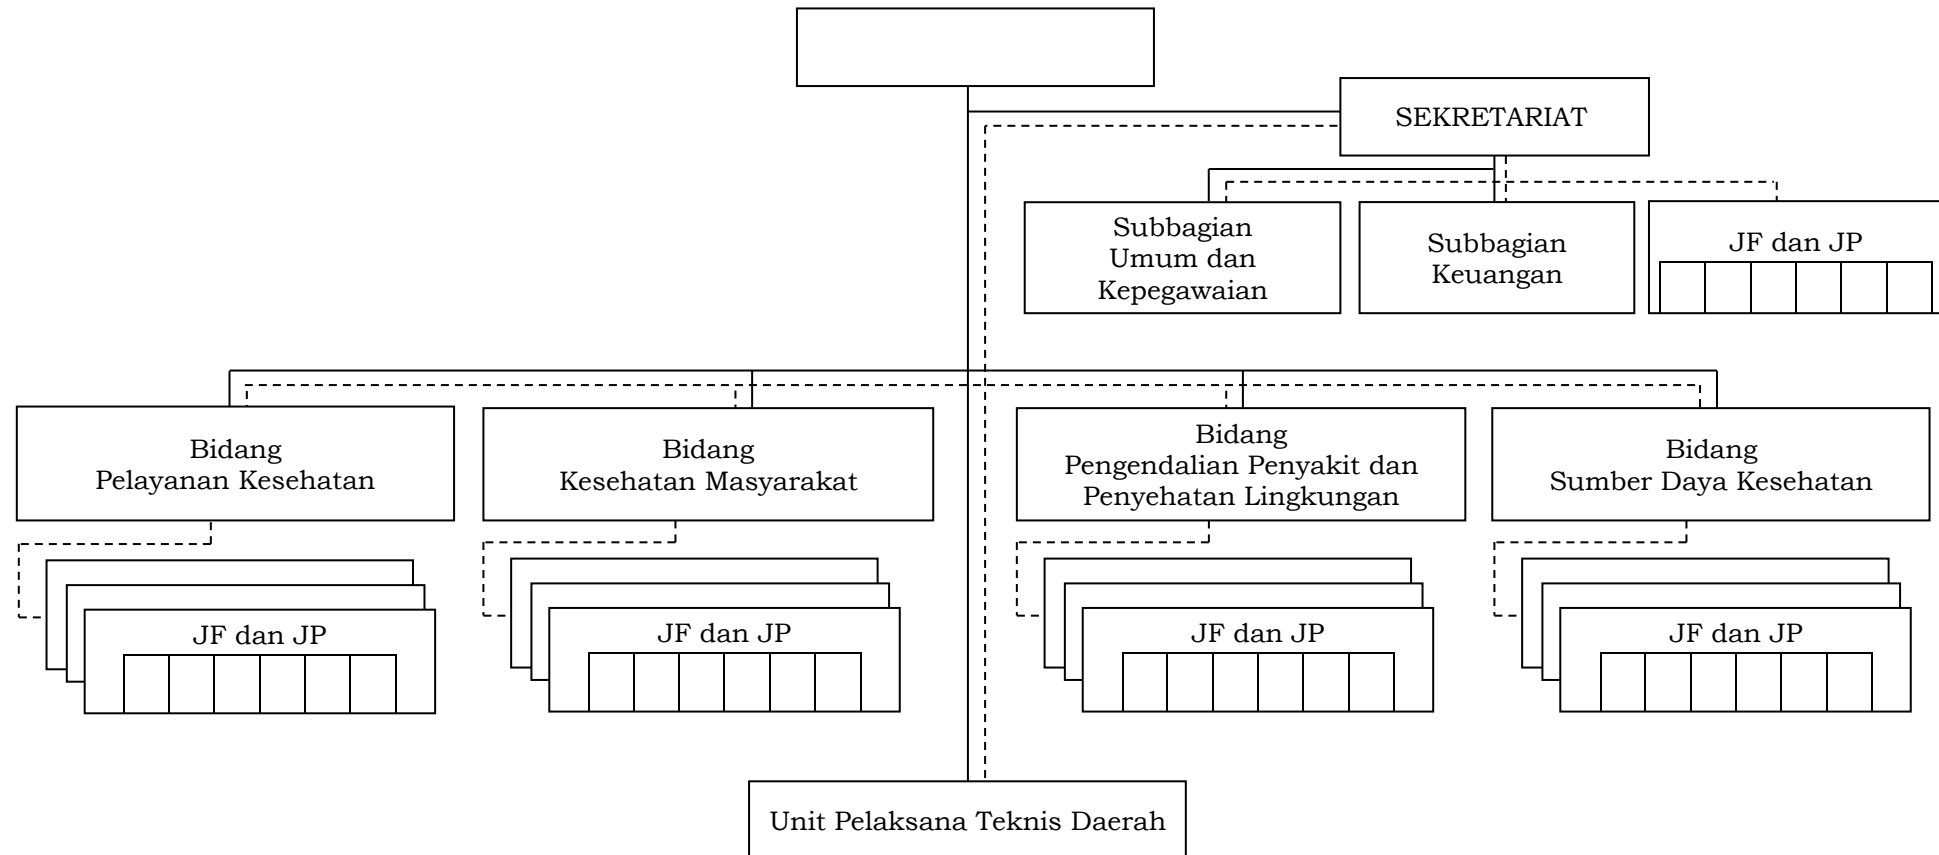 SEKRETARIAT
Subbagian
Umum dan
Kepegawaian
Subbagian
Keuangan
JF dan JP
Bidang
Pelayanan Kesehatan
Bidang
Kesehatan Masyarakat
Bidang
Pengendalian Penyakit dan
Penyehatan Lingkungan
Bidang
Sumber Daya Kesehatan
JF dan JP
JF dan JP
JF dan JP
JF dan JP
Unit Pelaksana Teknis Daerah